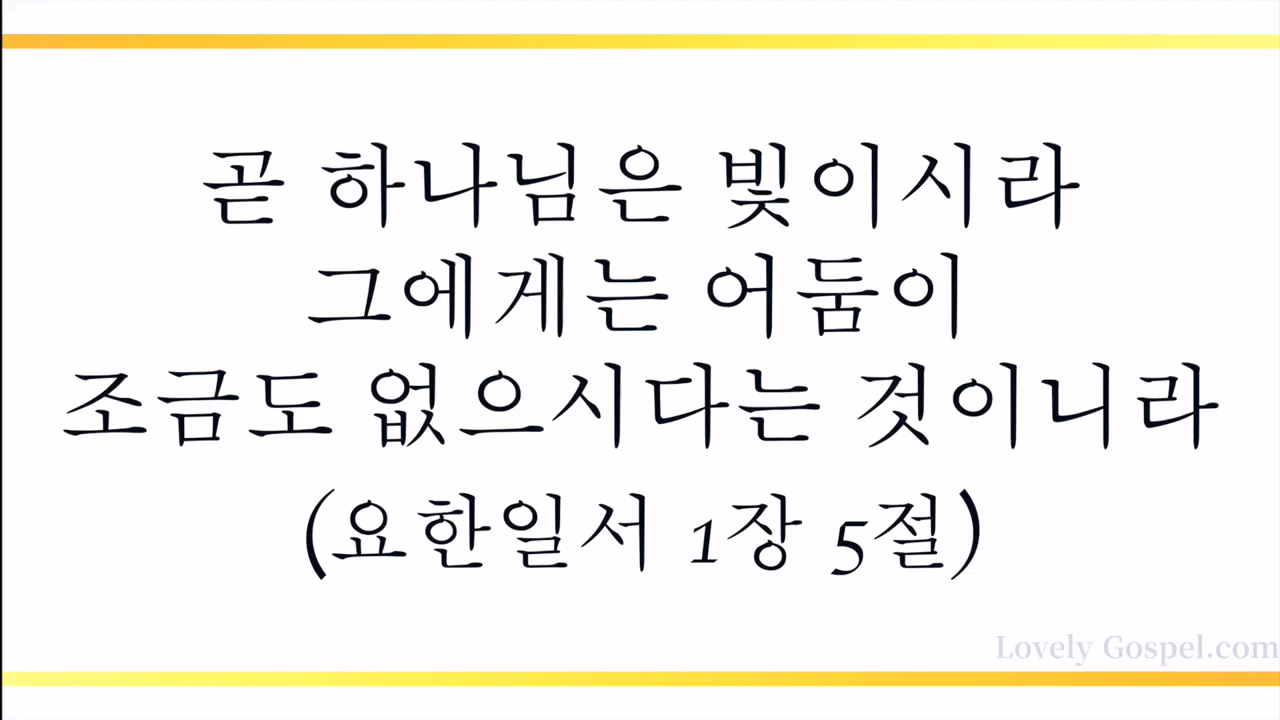 곧 하나님은 빛이시라
그에게는 어둠이
조금도 없으시다는 것이니라
(요한일서 1장 5절)
Lovely Gospel.com